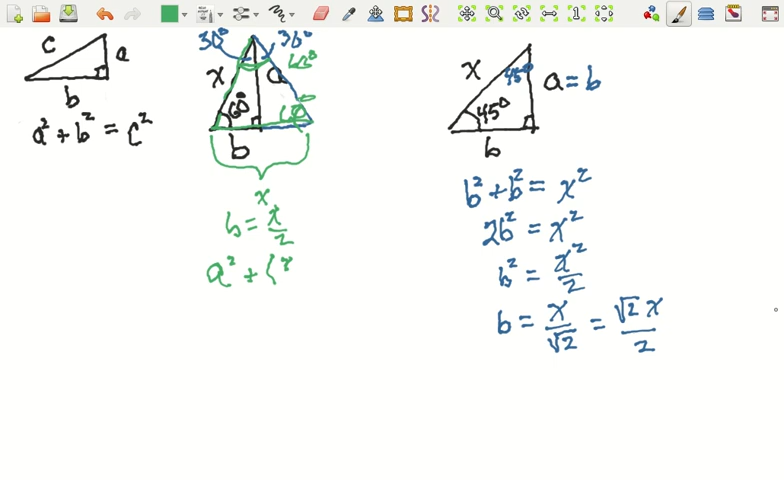 c
a
b
a² + b² = c²
30° 30°
60°
x a
60° 60°
b
x
b = x/2
a² + (
x 45° a = b
45°
b
b² + b² = x²
2b² = x²
b² = x²/2
b = x/√2 = √2 x/2